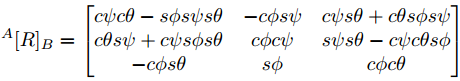 ᴬ[R]_B = [ cψcθ − sϕsψsθ   −cϕsψ   cψsθ + cθsϕsψ
cθsψ + cψsϕsθ   cϕcψ   sψsθ − cψcθsϕ
−cϕsθ   sϕ   cϕcθ ]